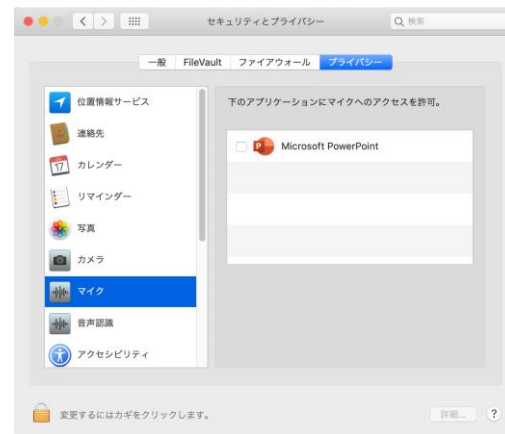 セキュリティとプライバシー
検索
一般 FileVault ファイアウォール プライバシー
位置情報サービス
連絡先
17 カレンダー
リマインダー
写真
カメラ
マイク
音声認識
アクセシビリティ
下のアプリケーションにマイクへのアクセスを許可。
P Microsoft PowerPoint
変更するにはカギをクリックします。
詳細... ?